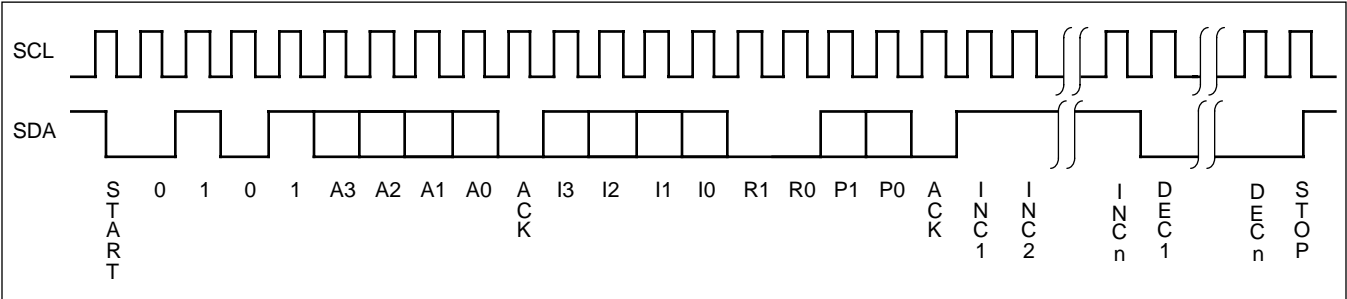 SCL
SDA
START 0 1 0 1 A3 A2 A1 A0 ACK I3 I2 I1 I0 R1 R0 P1 P0 ACK INC1 INC2 INCn DEC1 DECn STOP